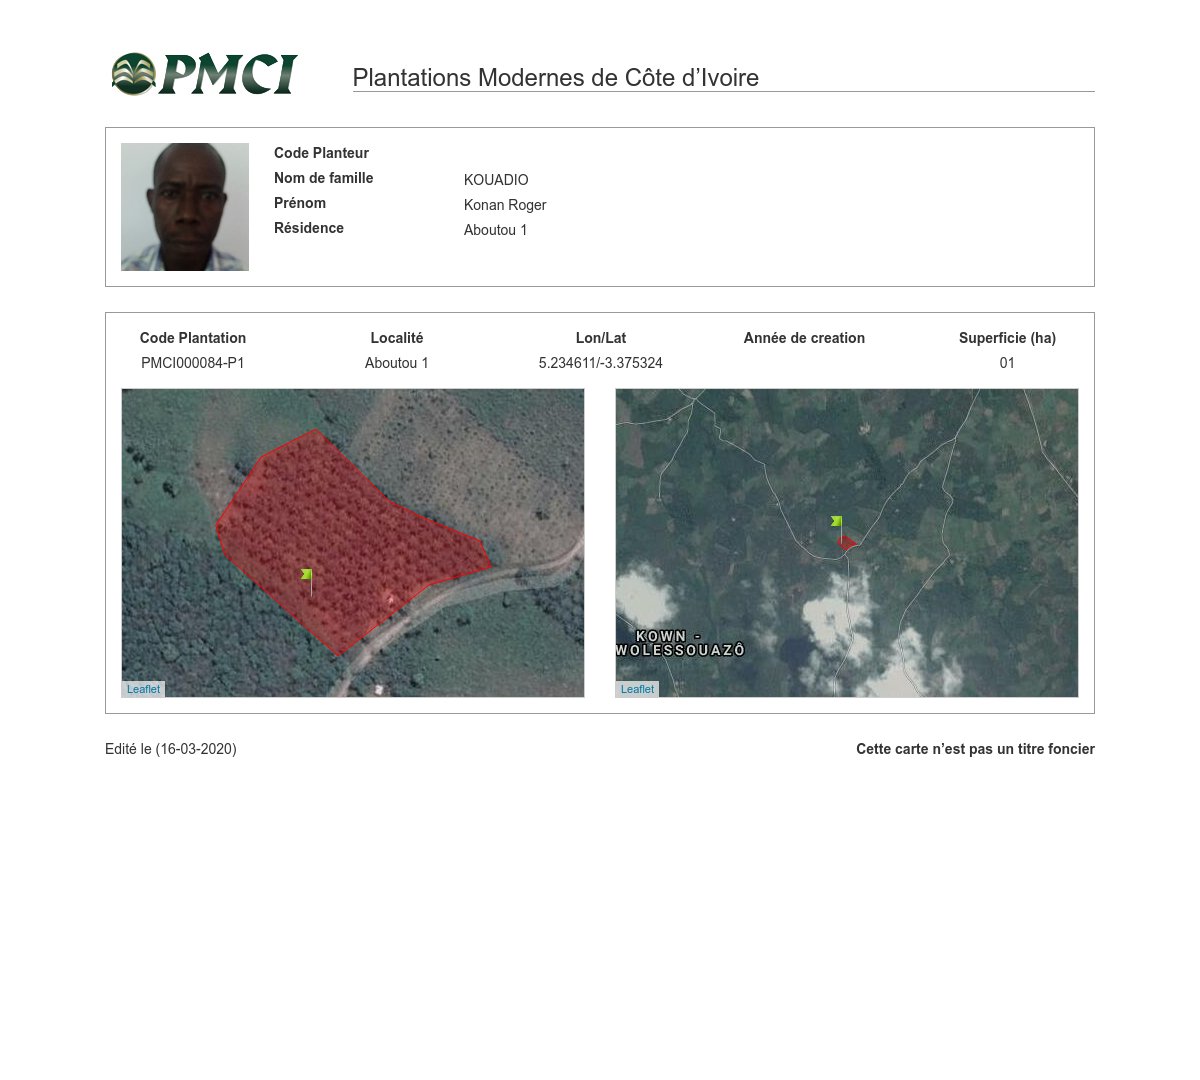 PMCI
Plantations Modernes de Côte d’Ivoire
Code Planteur
Nom de famille KOUADIO
Prénom Konan Roger
Résidence Aboutou 1
Code Plantation Localité Lon/Lat Année de creation Superficie (ha)
PMCI000084-P1 Aboutou 1 5.234611/-3.375324 01
KOWN -
WOLESSOUAZÔ
Leaflet Leaflet
Edité le (16-03-2020) Cette carte n’est pas un titre foncier